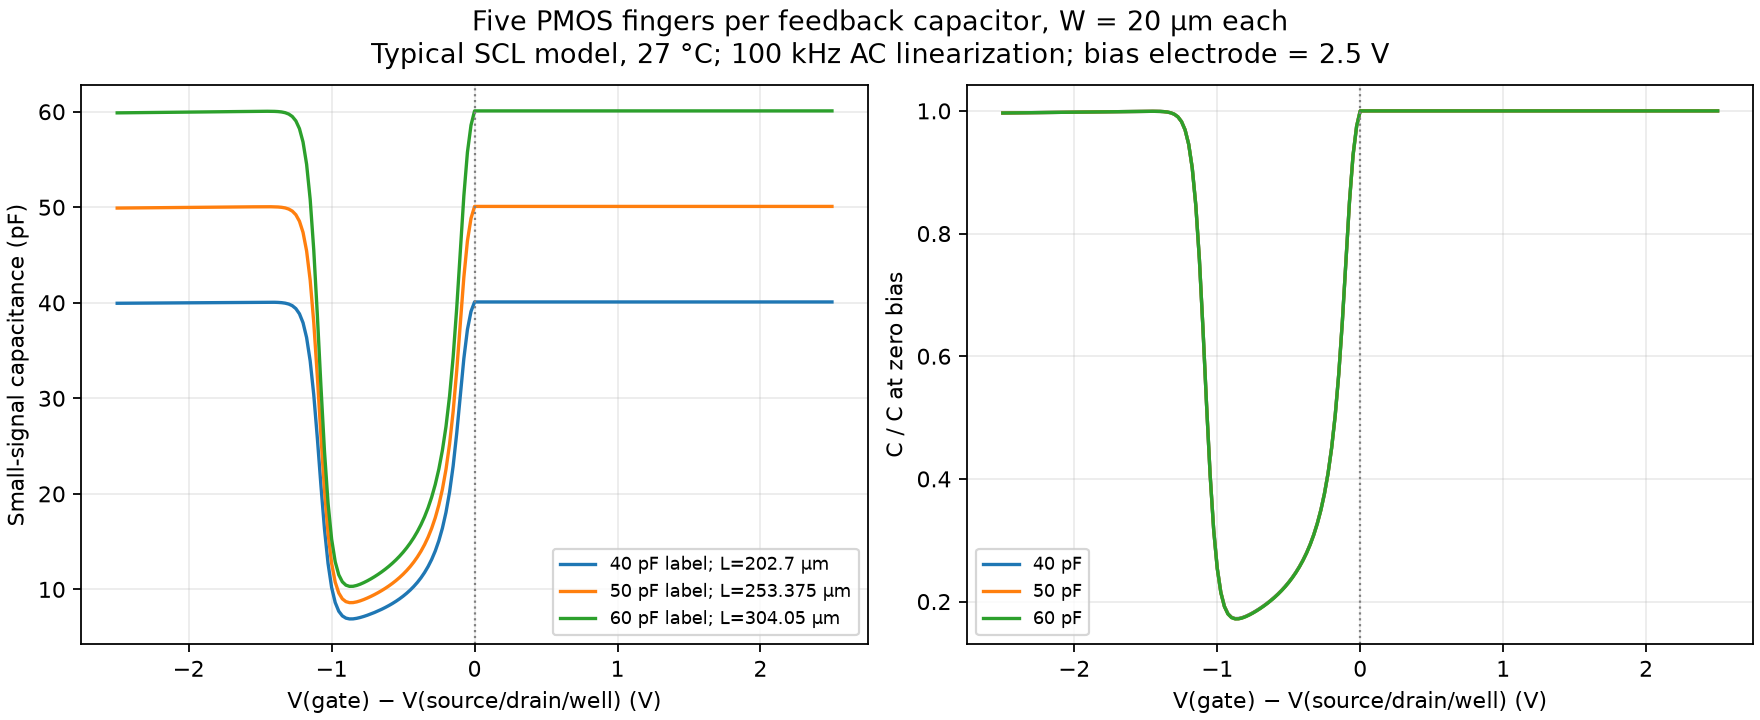 Five PMOS fingers per feedback capacitor, W = 20 μm each
Typical SCL model, 27 °C; 100 kHz AC linearization; bias electrode = 2.5 V
Small-signal capacitance (pF)
60
50
40
30
20
10
−2
−1
0
1
2
V(gate) − V(source/drain/well) (V)
40 pF label; L=202.7 μm
50 pF label; L=253.375 μm
60 pF label; L=304.05 μm
C / C at zero bias
1.0
0.8
0.6
0.4
0.2
−2
−1
0
1
2
V(gate) − V(source/drain/well) (V)
40 pF
50 pF
60 pF